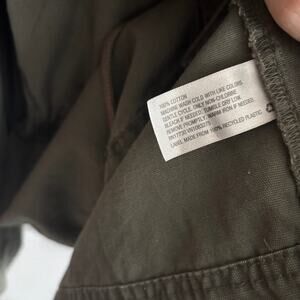 100% COTTON
MACHINE WASH COLD WITH LIKE COLORS.
GENTLE CYCLE. ONLY NON-CHLORINE
BLEACH IF NEEDED. TUMBLE DRY LOW.
REMOVE PROMPTLY. WARM IRON IF NEEDED.
LABEL MADE FROM 100% RECYCLED PLASTIC